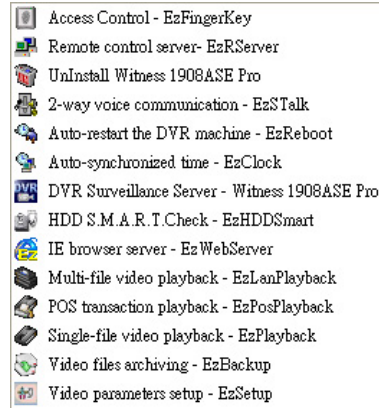 Access Control - EzFingerKey
Remote control server- EzRServer
UnInstall Witness 1908ASE Pro
2-way voice communication - EzSTalk
Auto-restart the DVR machine - EzReboot
Auto-synchronized time - EzClock
DVR Surveillance Server - Witness 1908ASE Pro
HDD S.M.A.R.T.Check - EzHDDSmart
IE browser server - EzWebServer
Multi-file video playback - EzLanPlayback
POS transaction playback - EzPosPlayback
Single-file video playback - EzPlayback
Video files archiving - EzBackup
Video parameters setup - EzSetup